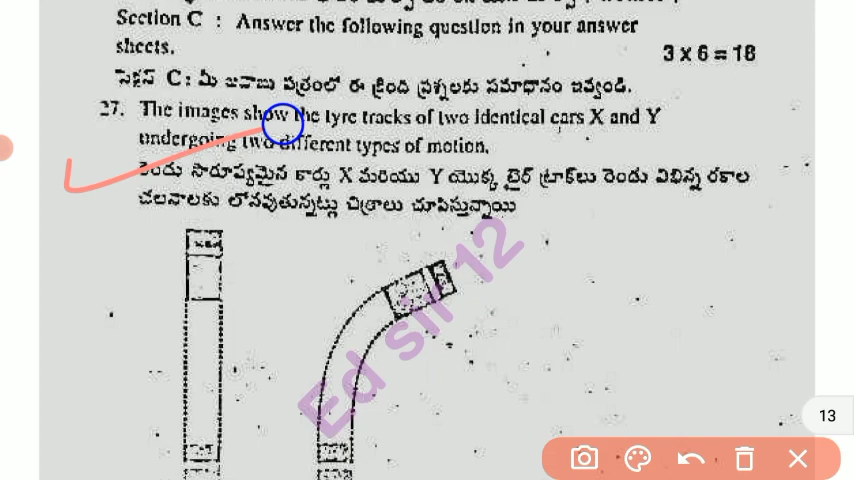 Section C : Answer the following question in your answer
sheets.
3 x 6 = 18
సెక్షన్ C: మీ జవాబు పత్రంలో ఈ క్రింది ప్రశ్నలకు సమాధానం ఇవ్వండి.
27. The images show the tyre tracks of two identical cars X and Y
undergoing two different types of motion.
రెండు సారూప్యమైన కార్లు X మరియు Y యొక్క టైర్ ట్రాక్‌లు రెండు విభిన్న రకాల
చలనాలకు లోనవుతున్నట్లు చిత్రాలు చూపిస్తున్నాయి
Ed sir 12
13